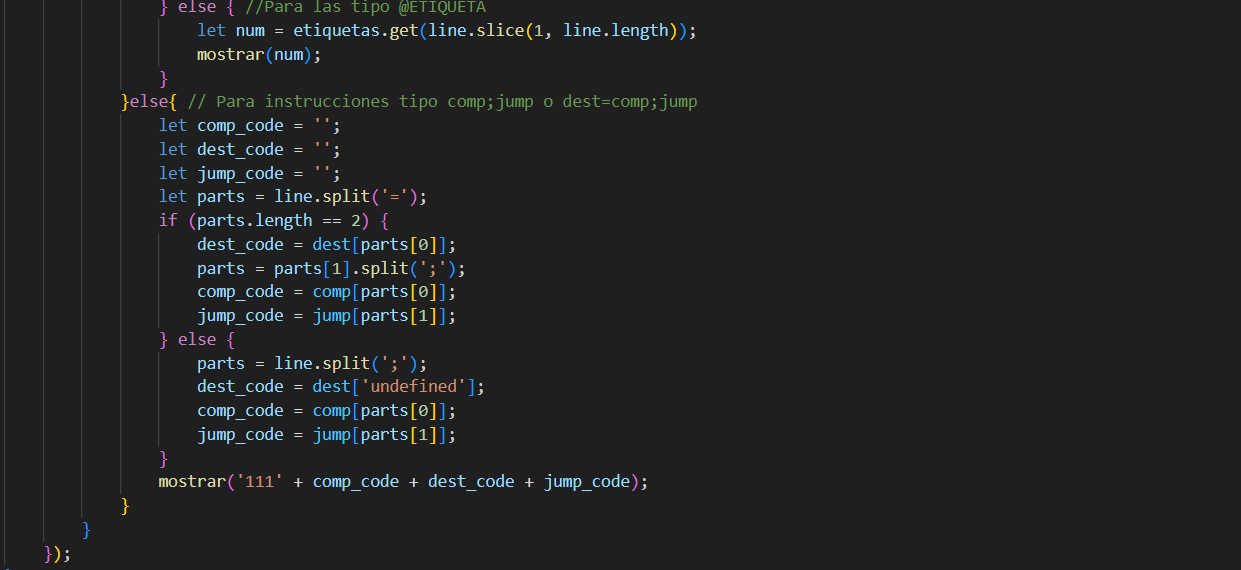 } else { //Para las tipo @ETIQUETA
let num = etiquetas.get(line.slice(1, line.length));
mostrar(num);
}
}else{ // Para instrucciones tipo comp;jump o dest=comp;jump
let comp_code = '';
let dest_code = '';
let jump_code = '';
let parts = line.split('=');
if (parts.length == 2) {
dest_code = dest[parts[0]];
parts = parts[1].split(';');
comp_code = comp[parts[0]];
jump_code = jump[parts[1]];
} else {
parts = line.split(';');
dest_code = dest['undefined'];
comp_code = comp[parts[0]];
jump_code = jump[parts[1]];
}
mostrar('111' + comp_code + dest_code + jump_code);
}
}
});